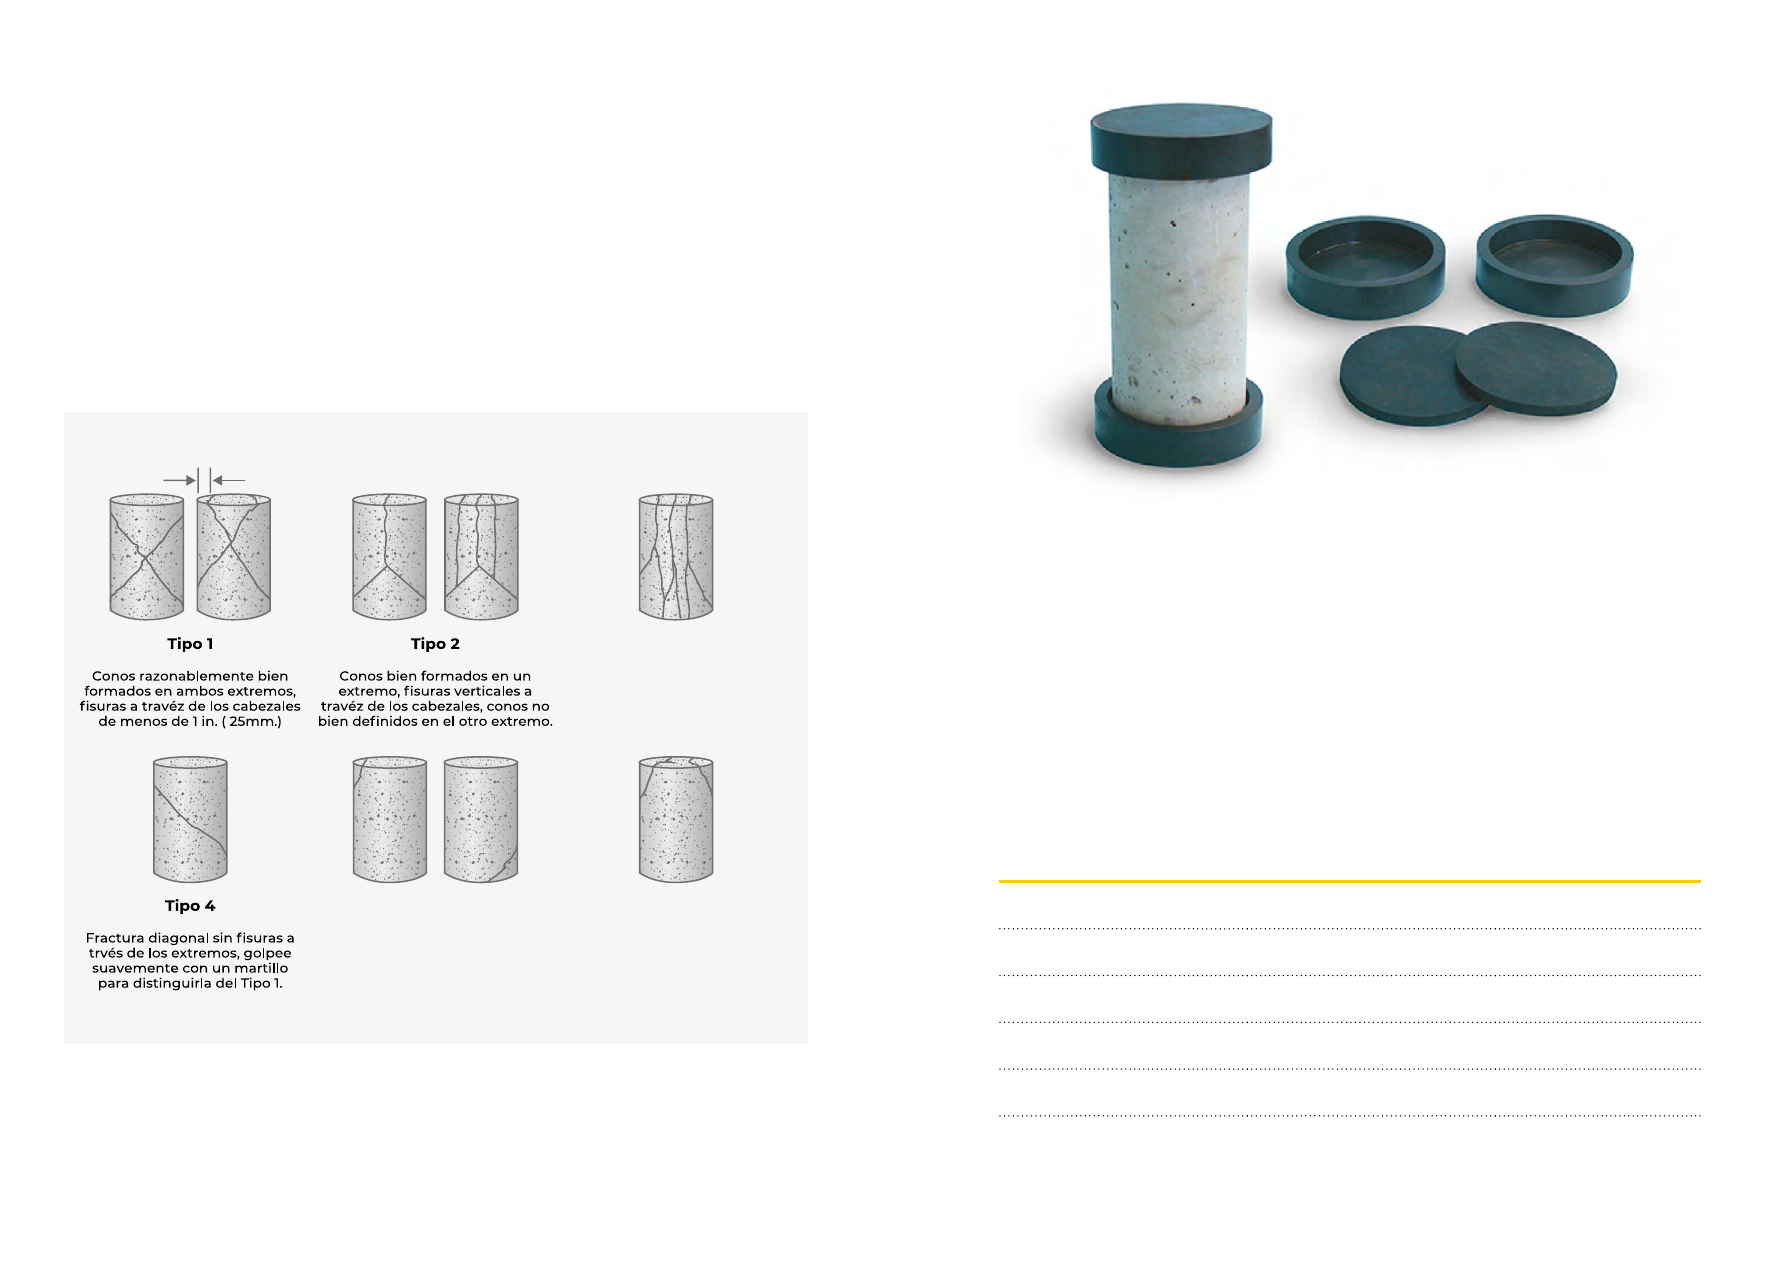 Tipo 1
Conos razonablemente bien
formados en ambos extremos,
fisuras a travéz de los cabezales
de menos de 1 in. ( 25mm.)
Tipo 2
Conos bien formados en un
extremo, fisuras verticales a
travéz de los cabezales, conos no
bien definidos en el otro extremo.
Tipo 4
Fractura diagonal sin fisuras a
trvés de los extremos, golpee
suavemente con un martillo
para distinguirla del Tipo 1.